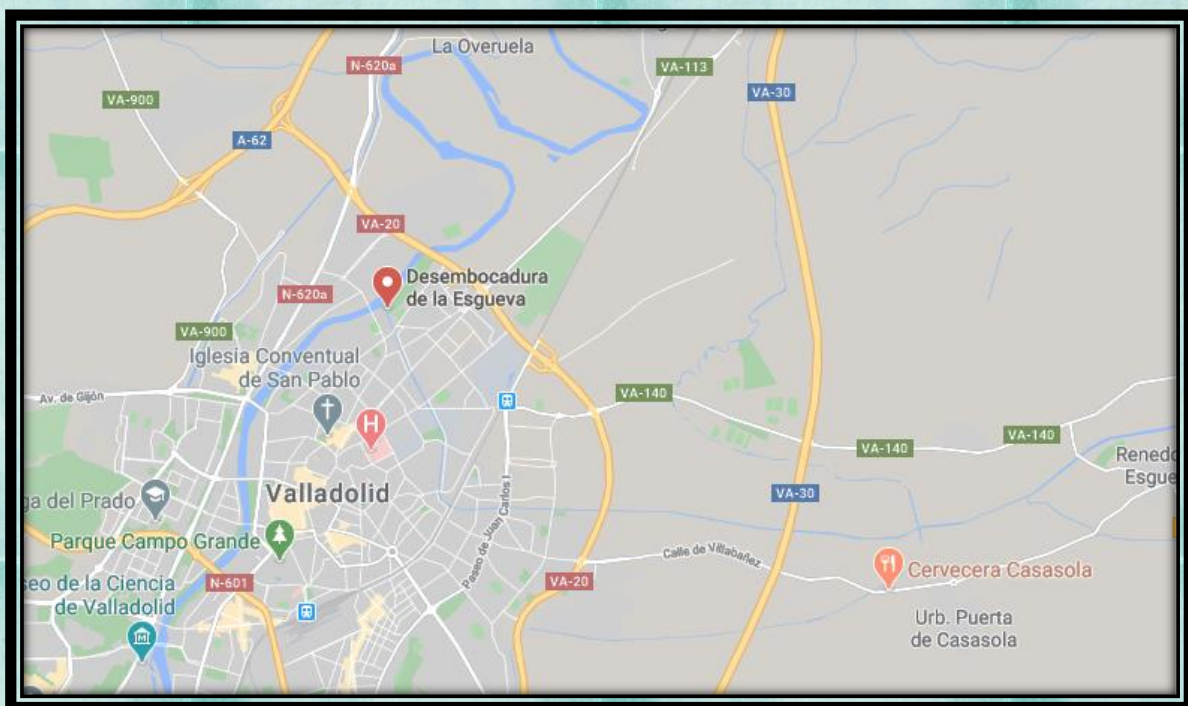 La Overuela
N-620a
VA-113
VA-900
VA-30
A-62
VA-20
Desembocadura
de la Esgueva
N-620a
VA-900
Iglesia Conventual
de San Pablo
VA-140
Av. de Gijón
H
VA-140
VA-140
Renedo
Esgue
ga del Prado
Valladolid
VA-30
Paseo de Juan Carlos I
Parque Campo Grande
Calle de Villabáñez
Cervecera Casasola
seo de la Ciencia
de Valladolid
N-601
VA-20
Urb. Puerta
de Casasola